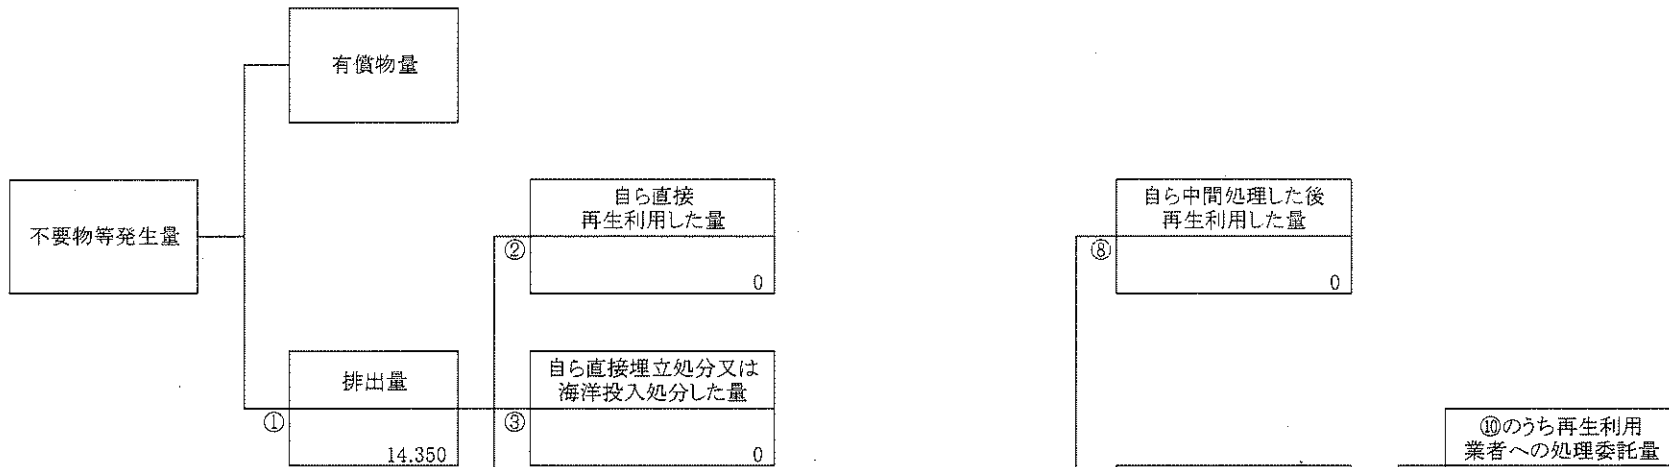 有償物量
不要物等発生量
自ら直接
再生利用した量
②
0
自ら中間処理した後
再生利用した量
⑧
0
排出量
①
14.350
自ら直接埋立処分又は
海洋投入処分した量
③
0
⑩のうち再生利用
業者への処理委託量